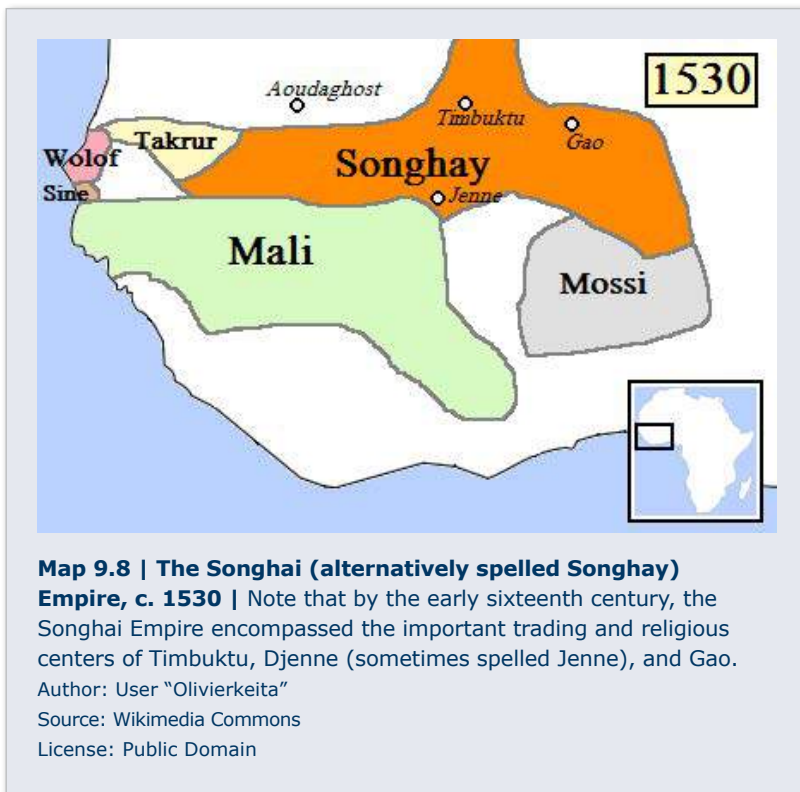 1530
Aoudaghost
Timbuktu
Gao
Takrur
Wolof
Songhay
Sine
Jenne
Mali
Mossi
Map 9.8 | The Songhai (alternatively spelled Songhay)
Empire, c. 1530 | Note that by the early sixteenth century, the
Songhai Empire encompassed the important trading and religious
centers of Timbuktu, Djenne (sometimes spelled Jenne), and Gao.
Author: User “Olivierkeita”
Source: Wikimedia Commons
License: Public Domain